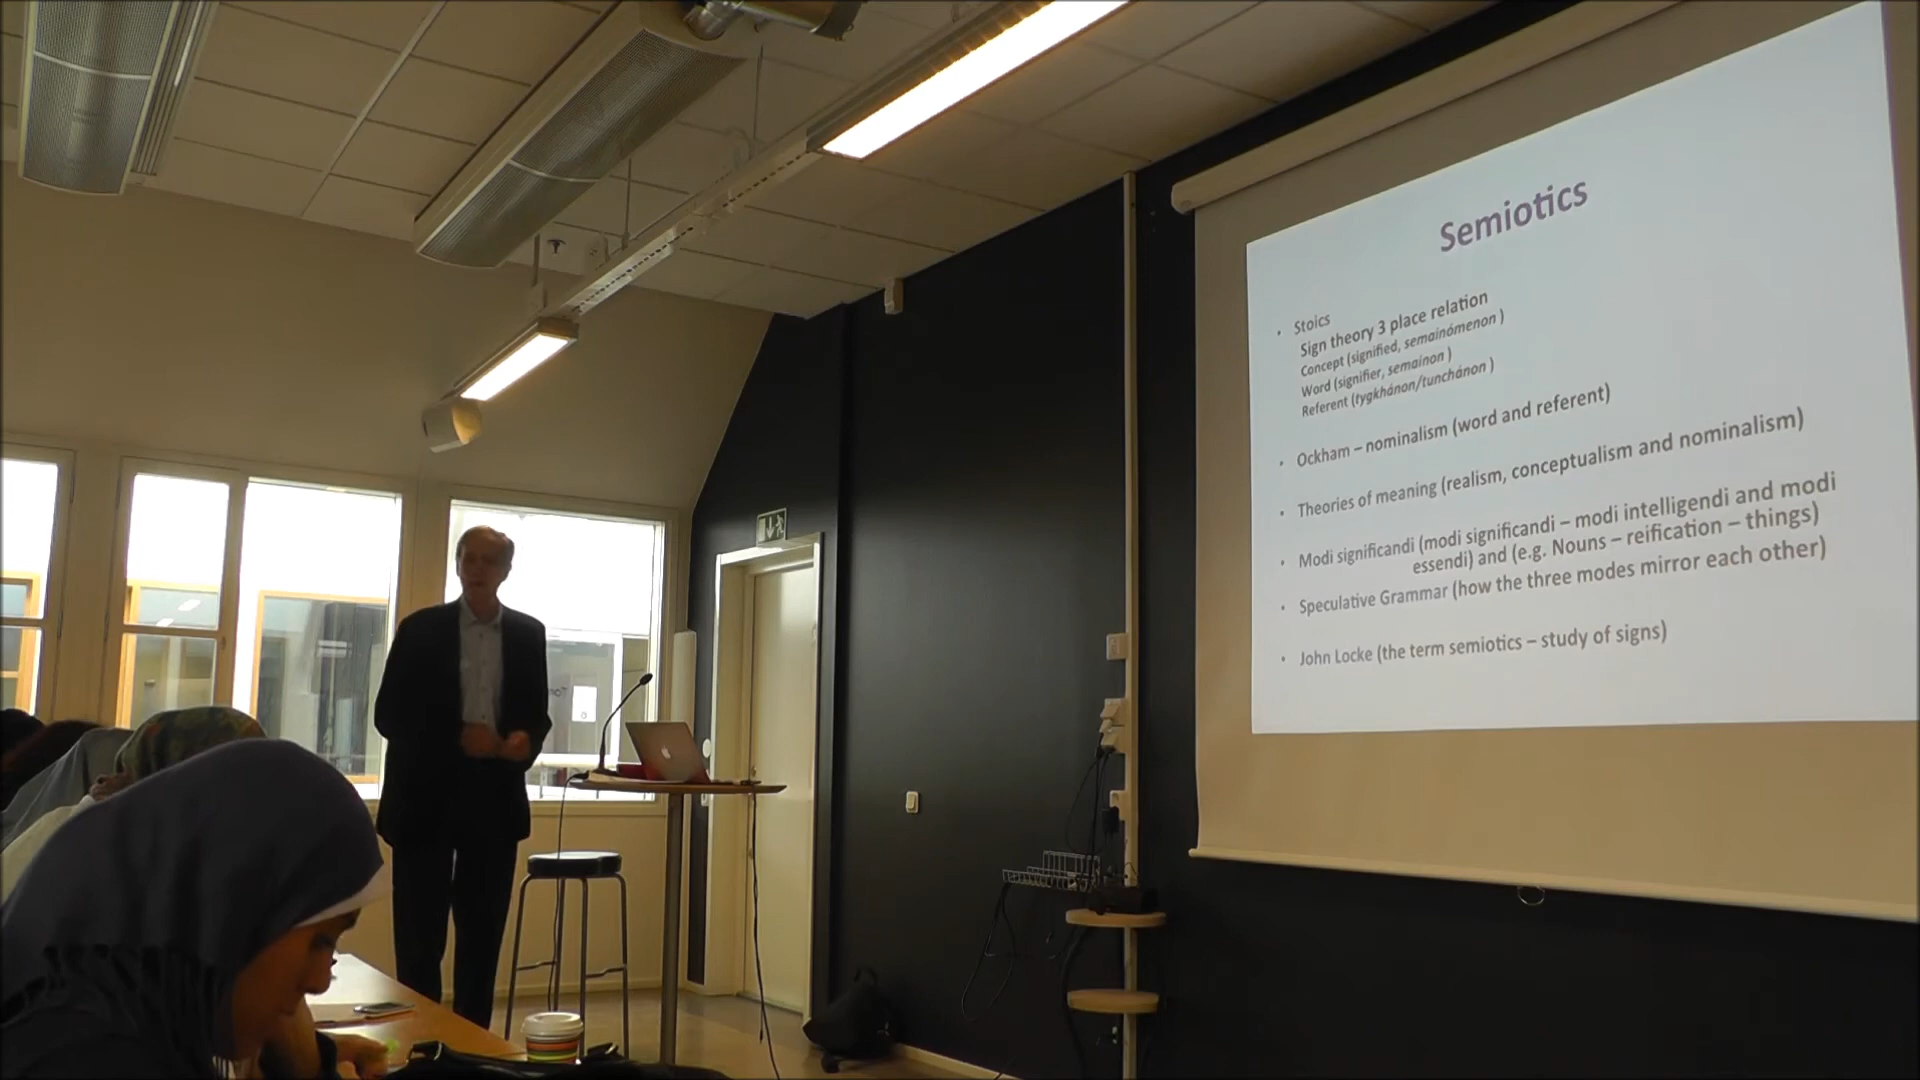 Semiotics
• Stoics
Sign theory 3 place relation
Concept (signified, semainómenon )
Word (signifier, semaínon )
Referent (tygkhánon/tunchánon )
• Ockham – nominalism (word and referent)
• Theories of meaning (realism, conceptualism and nominalism)
• Modi significandi (modi significandi – modi intelligendi and modi
essendi) and (e.g. Nouns – reification – things)
• Speculative Grammar (how the three modes mirror each other)
• John Locke (the term semiotics – study of signs)